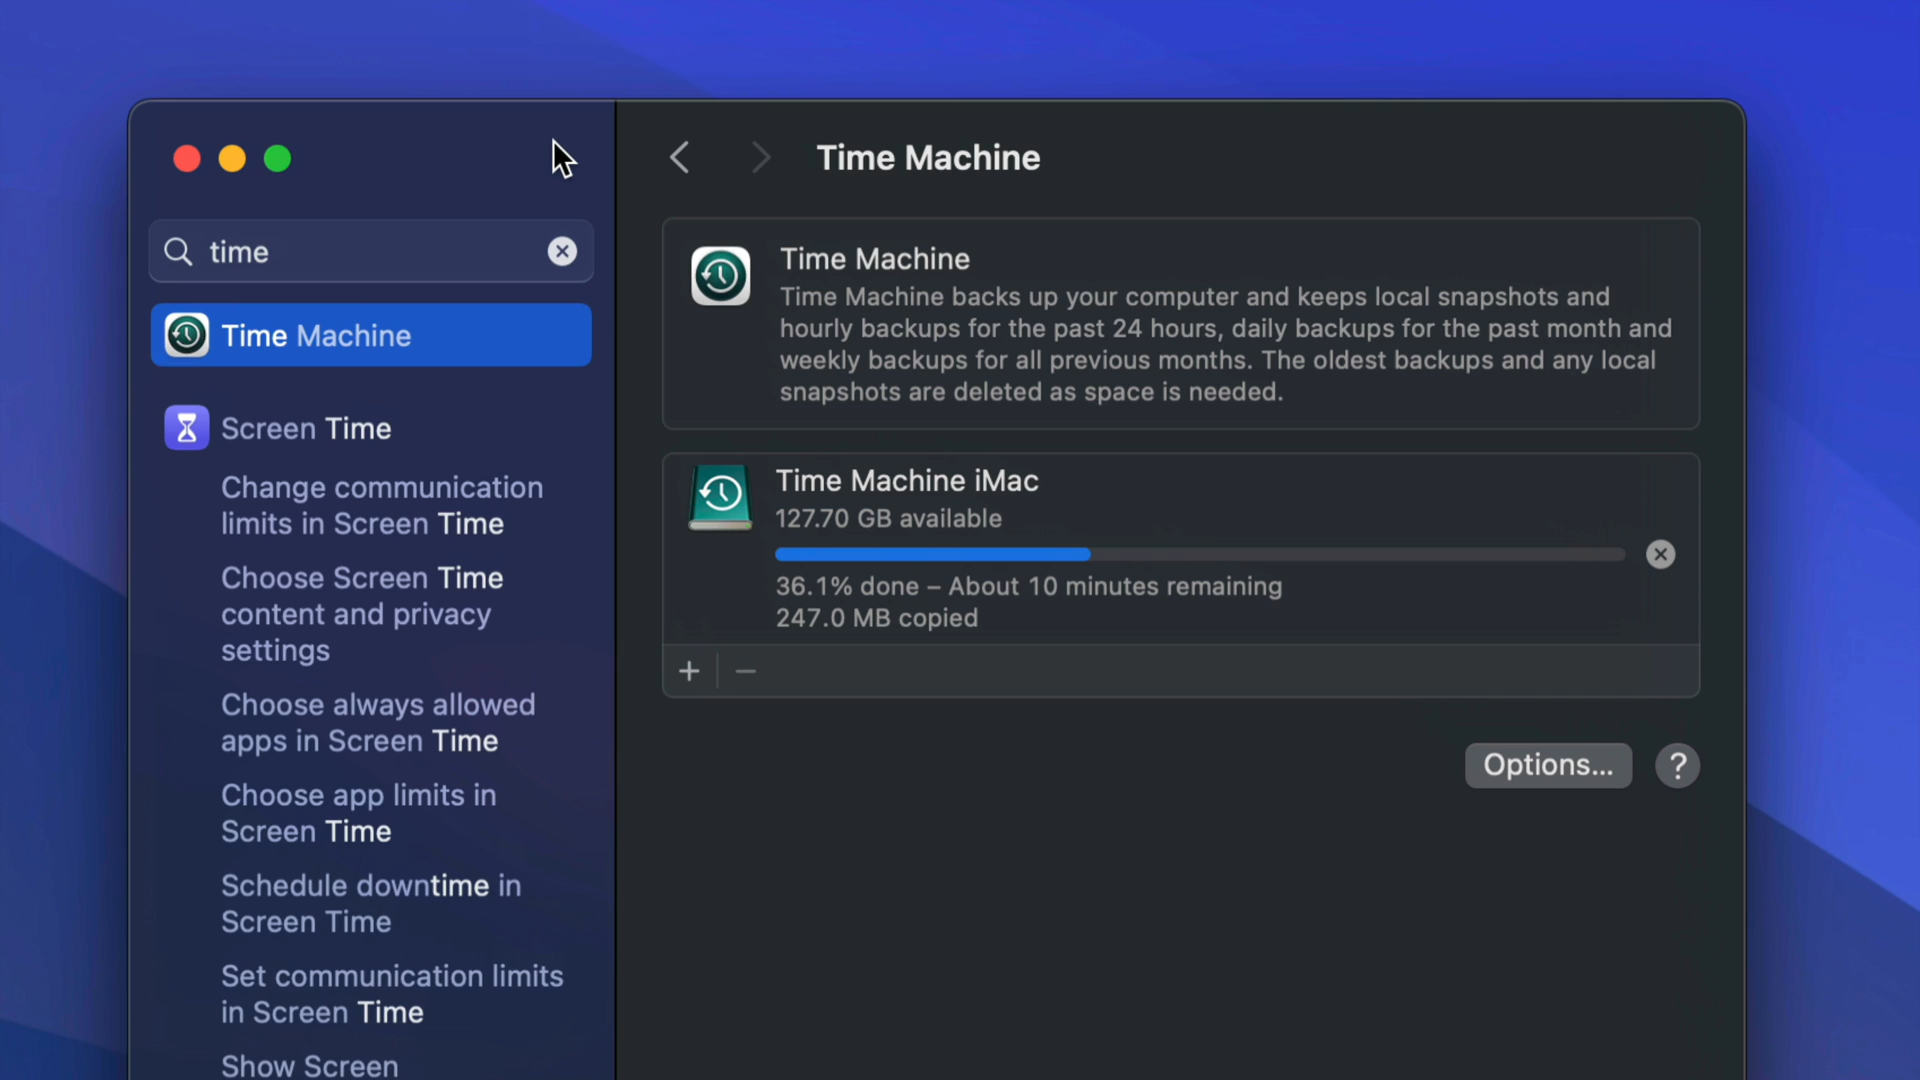 time
Time Machine
Screen Time
Change communication
limits in Screen Time
Choose Screen Time
content and privacy
settings
Choose always allowed
apps in Screen Time
Choose app limits in
Screen Time
Schedule downtime in
Screen Time
Set communication limits
in Screen Time
Show Screen
Time Machine
Time Machine
Time Machine backs up your computer and keeps local snapshots and
hourly backups for the past 24 hours, daily backups for the past month and
weekly backups for all previous months. The oldest backups and any local
snapshots are deleted as space is needed.
Time Machine iMac
127.70 GB available
36.1% done – About 10 minutes remaining
247.0 MB copied
Options...
?